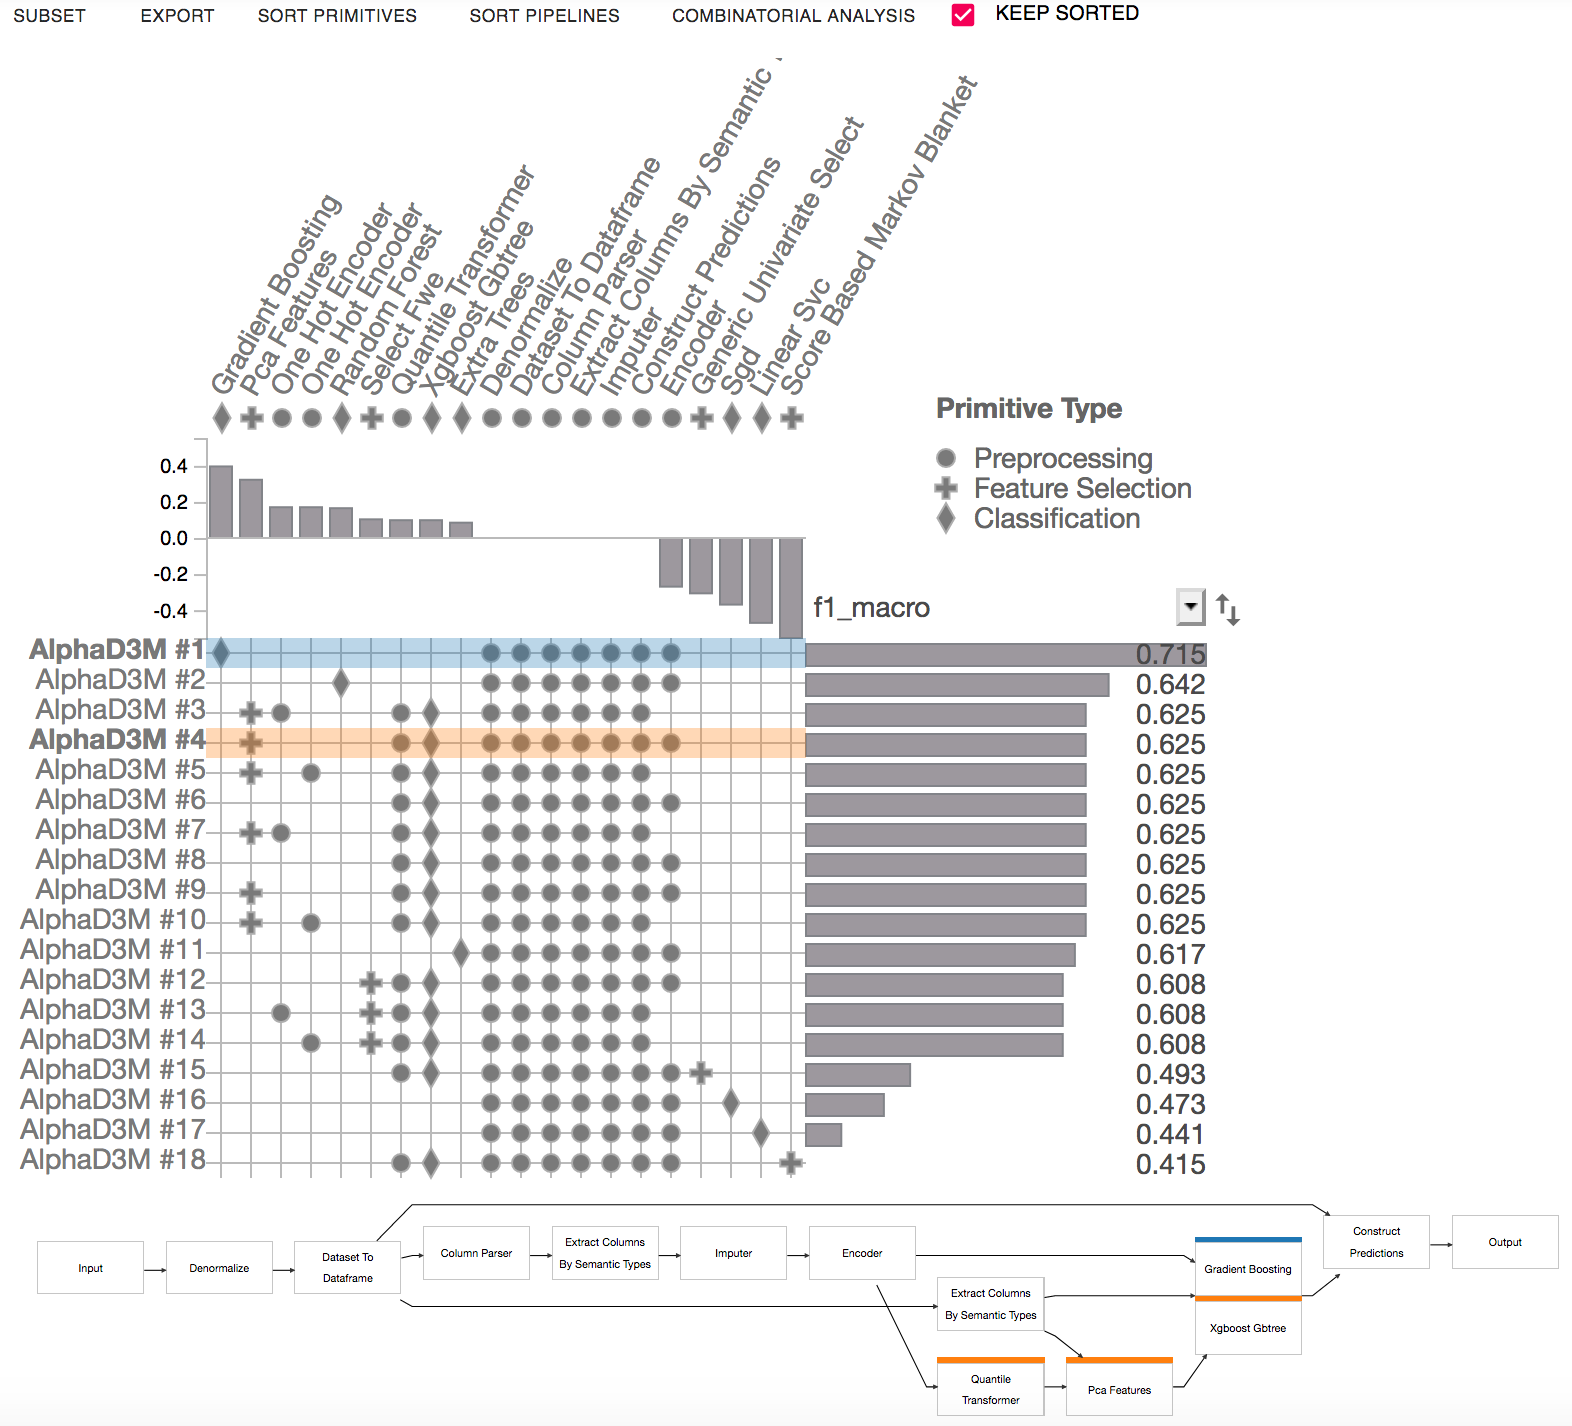 SUBSET EXPORT SORT PRIMITIVES SORT PIPELINES COMBINATORIAL ANALYSIS KEEP SORTED
Gradient Boosting
Pca Features
One Hot Encoder
One Hot Encoder
Random Forest
Select Fwe
Quantile Transformer
Xgboost Gbtree
Extra Trees
Denormalize
Dataset To Dataframe
Column Parser
Extract Columns By Semantic
Imputer
Construct Predictions
Encoder
Generic Univariate Select
Sgd
Linear Svc
Score Based Markov Blanket
Primitive Type
Preprocessing
Feature Selection
Classification
0.4
0.2
0.0
-0.2
-0.4
f1_macro
AlphaD3M #1 0.715
AlphaD3M #2 0.642
AlphaD3M #3 0.625
AlphaD3M #4 0.625
AlphaD3M #5 0.625
AlphaD3M #6 0.625
AlphaD3M #7 0.625
AlphaD3M #8 0.625
AlphaD3M #9 0.625
AlphaD3M #10 0.625
AlphaD3M #11 0.617
AlphaD3M #12 0.608
AlphaD3M #13 0.608
AlphaD3M #14 0.608
AlphaD3M #15 0.493
AlphaD3M #16 0.473
AlphaD3M #17 0.441
AlphaD3M #18 0.415
Input
Denormalize
Dataset To
Dataframe
Column Parser
Extract Columns
By Semantic Types
Imputer
Encoder
Extract Columns
By Semantic Types
Quantile
Transformer
Pca Features
Gradient Boosting
Xgboost Gbtree
Construct
Predictions
Output